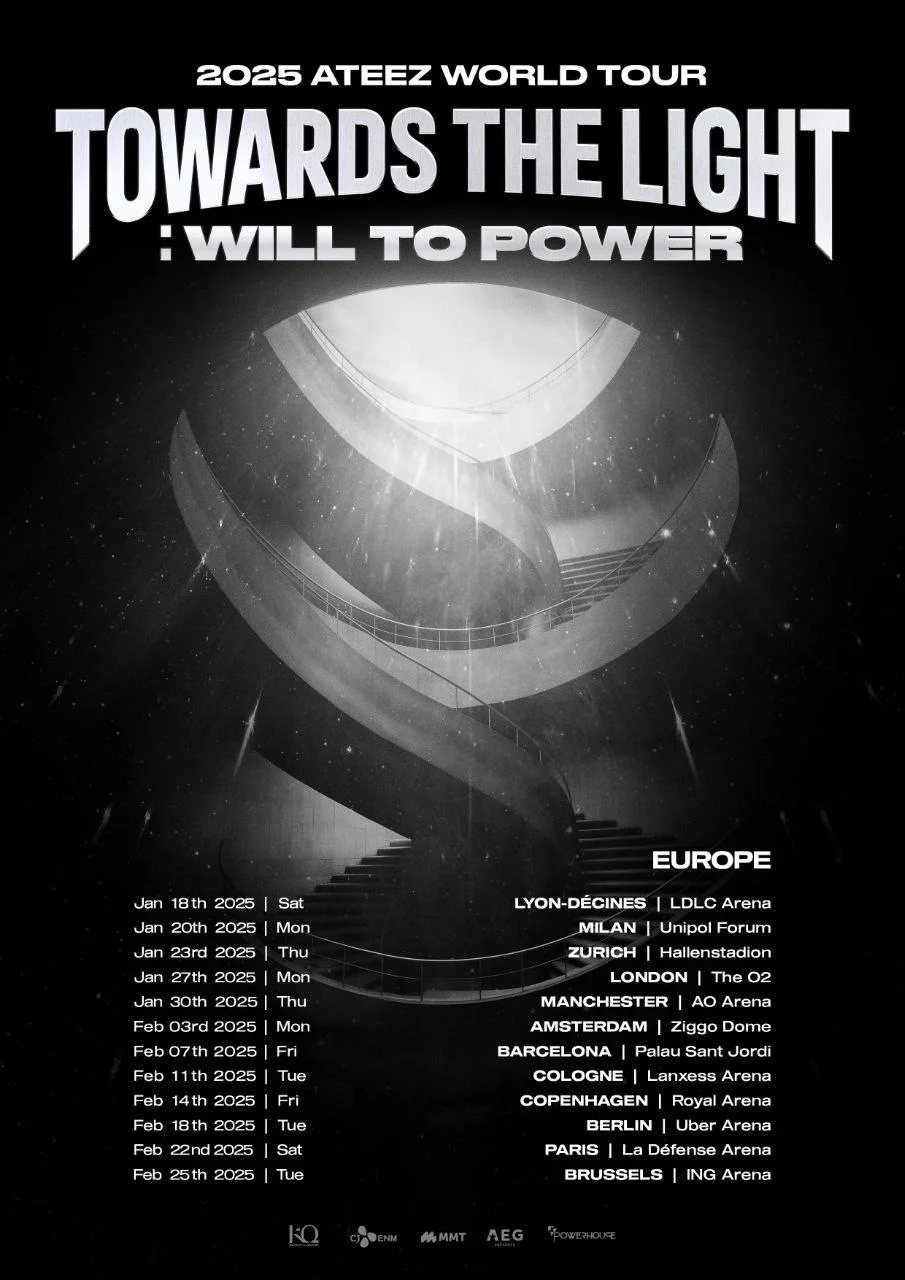 2025 ATEEZ WORLD TOUR
TOWARDS THE LIGHT
: WILL TO POWER
EUROPE
Jan 18th 2025 | Sat LYON-DÉCINES | LDLC Arena
Jan 20th 2025 | Mon MILAN | Unipol Forum
Jan 23rd 2025 | Thu ZURICH | Hallenstadion
Jan 27th 2025 | Mon LONDON | The O2
Jan 30th 2025 | Thu MANCHESTER | AO Arena
Feb 03rd 2025 | Mon AMSTERDAM | Ziggo Dome
Feb 07th 2025 | Fri BARCELONA | Palau Sant Jordi
Feb 11th 2025 | Tue COLOGNE | Lanxess Arena
Feb 14th 2025 | Fri COPENHAGEN | Royal Arena
Feb 18th 2025 | Tue BERLIN | Uber Arena
Feb 22nd 2025 | Sat PARIS | La Défense Arena
Feb 25th 2025 | Tue BRUSSELS | ING Arena
KQ CJ ENM MMT AEG PRESENTS POWERHOUSE